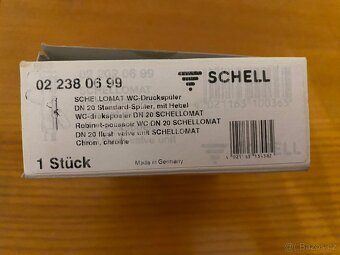 02 238 06 99
SCHELL
SCHELLOMAT WC-Druckspüler
DN 20 Standard-Spüler, mit Hebel
WC-drukspoeler DN 20 SCHELLOMAT
Robinet-poussoir WC DN 20 SCHELLOMAT
DN 20 flush valve unit SCHELLOMAT
Chrom, chromé
1 Stück
Made in Germany